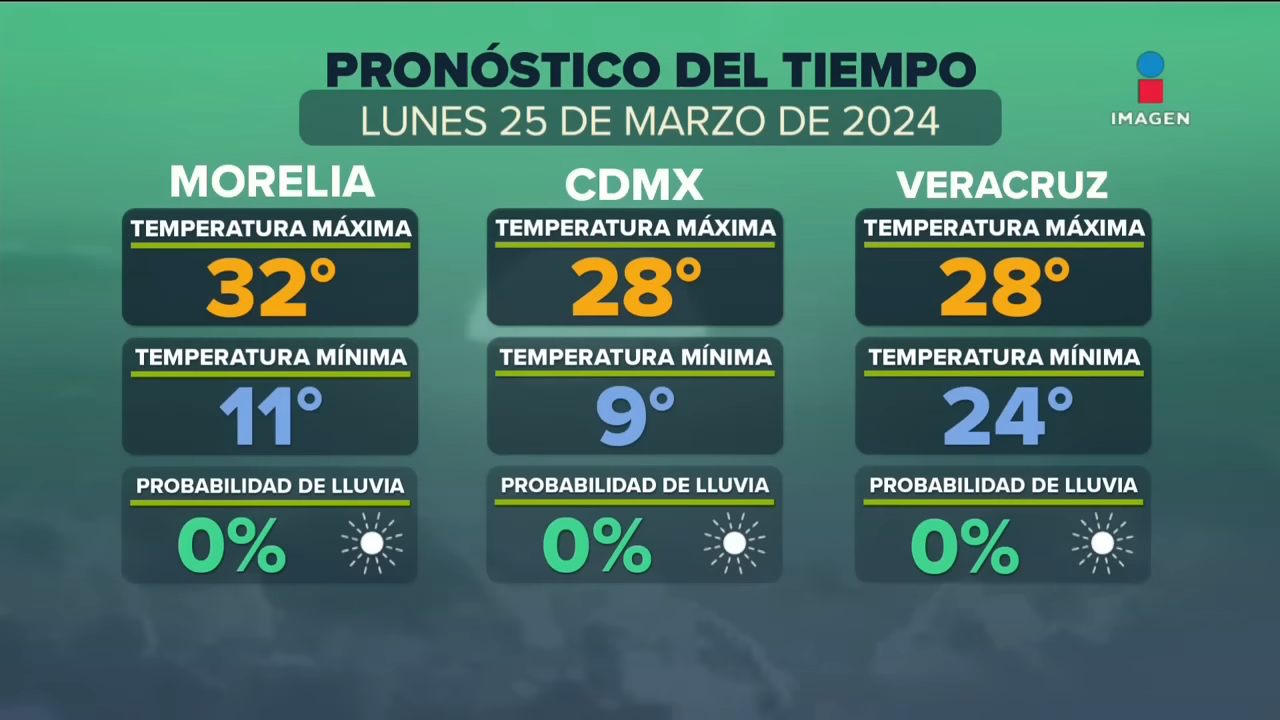 PRONÓSTICO DEL TIEMPO
LUNES 25 DE MARZO DE 2024
IMAGEN
MORELIA
TEMPERATURA MÁXIMA
32°
TEMPERATURA MÍNIMA
11°
PROBABILIDAD DE LLUVIA
0%
CDMX
TEMPERATURA MÁXIMA
28°
TEMPERATURA MÍNIMA
9°
PROBABILIDAD DE LLUVIA
0%
VERACRUZ
TEMPERATURA MÁXIMA
28°
TEMPERATURA MÍNIMA
24°
PROBABILIDAD DE LLUVIA
0%